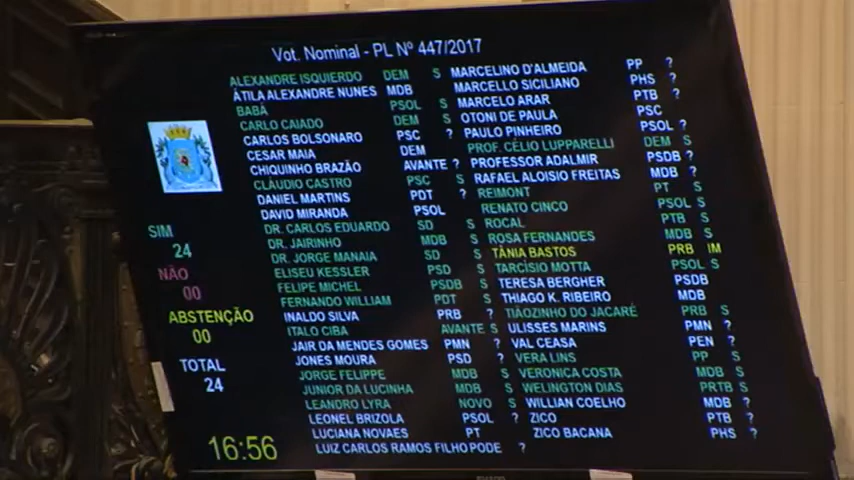 Vot. Nominal - PL Nº 447/2017
ALEXANDRE ISQUIERDO DEM S
ÁTILA ALEXANDRE NUNES MDB
BABÁ PSOL S
CARLO CAIADO DEM S
CARLOS BOLSONARO PSC ?
CESAR MAIA DEM
CHIQUINHO BRAZÃO AVANTE ?
CLÁUDIO CASTRO PSC S
DANIEL MARTINS PDT ?
DAVID MIRANDA PSOL
DR. CARLOS EDUARDO SD S
DR. JAIRINHO MDB S
DR. JORGE MANAIA SD S
ELISEU KESSLER PSD S
FELIPE MICHEL PSDB S
FERNANDO WILLIAM PDT S
INALDO SILVA PRB ?
ITALO CIBA AVANTE S
JAIR DA MENDES GOMES PMN ?
JONES MOURA PSD ?
JORGE FELIPPE MDB S
JUNIOR DA LUCINHA MDB S
LEANDRO LYRA NOVO S
LEONEL BRIZOLA PSOL ?
LUCIANA NOVAES PT
LUIZ CARLOS RAMOS FILHO PODE ?
MARCELINO D'ALMEIDA PP ?
MARCELLO SICILIANO PHS ?
MARCELO ARAR PTB ?
OTONI DE PAULA PSC
PAULO PINHEIRO PSOL ?
PROF. CÉLIO LUPPARELLI DEM S
PROFESSOR ADALMIR PSDB ?
RAFAEL ALOISIO FREITAS MDB ?
REIMONT PT S
RENATO CINCO PSOL S
ROCAL PTB S
ROSA FERNANDES MDB S
TÂNIA BASTOS PRB IM
TARCÍSIO MOTTA PSOL S
TERESA BERGHER PSDB
THIAGO K. RIBEIRO MDB
TIÃOZINHO DO JACARÉ PRB S
ULISSES MARINS PMN ?
VAL CEASA PEN ?
VERA LINS PP S
VERONICA COSTA MDB S
WELINGTON DIAS PRTB S
WILLIAN COELHO MDB ?
ZICO PTB ?
ZICO BACANA PHS ?
SIM
24
NÃO
00
ABSTENÇÃO
00
TOTAL
24
16:56